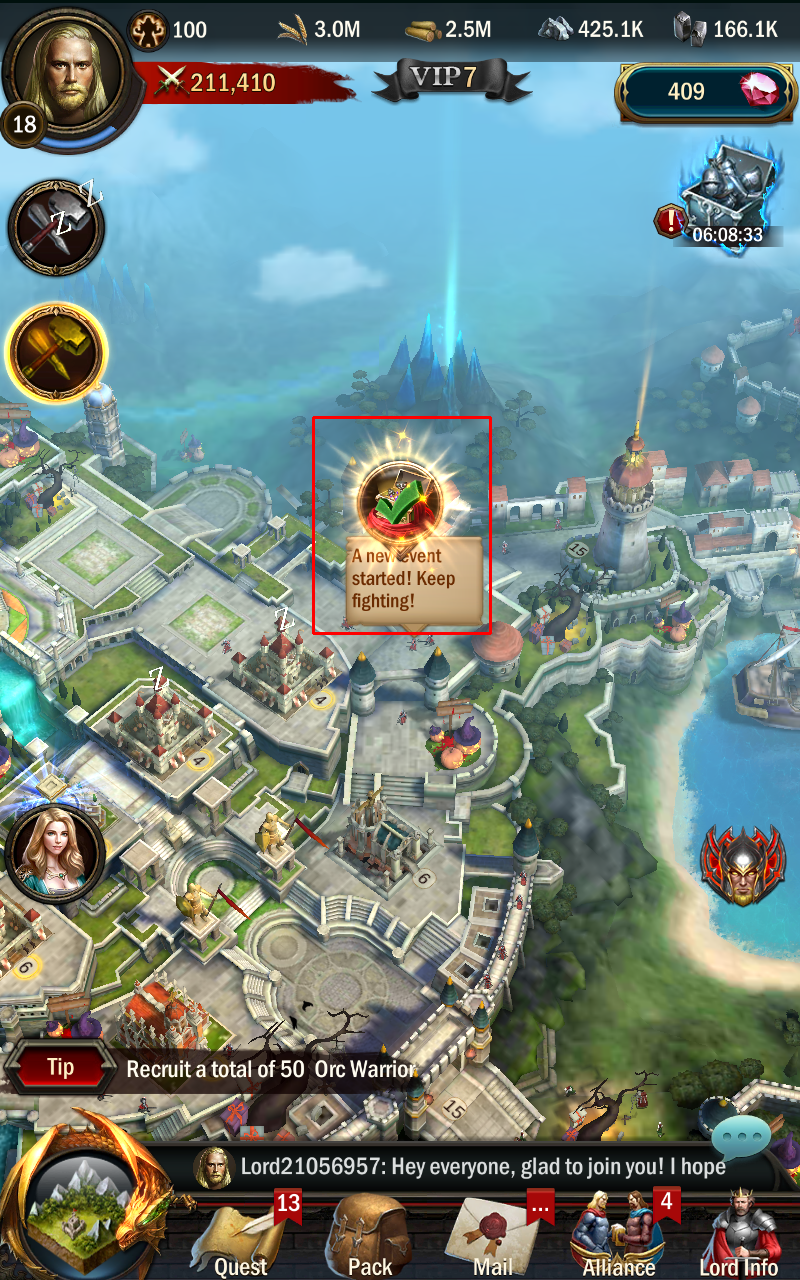 100
3.0M
2.5M
425.1K
166.1K
211,410
VIP7
409
18
Z
Z
06:08:33
A new event
started! Keep
fighting!
15
Z
4
Z
4
6
6
Tip
Recruit a total of 50 Orc Warrior
15
Lord21056957: Hey everyone, glad to join you! I hope
13
...
4
Quest
Pack
Mail
Alliance
Lord Info